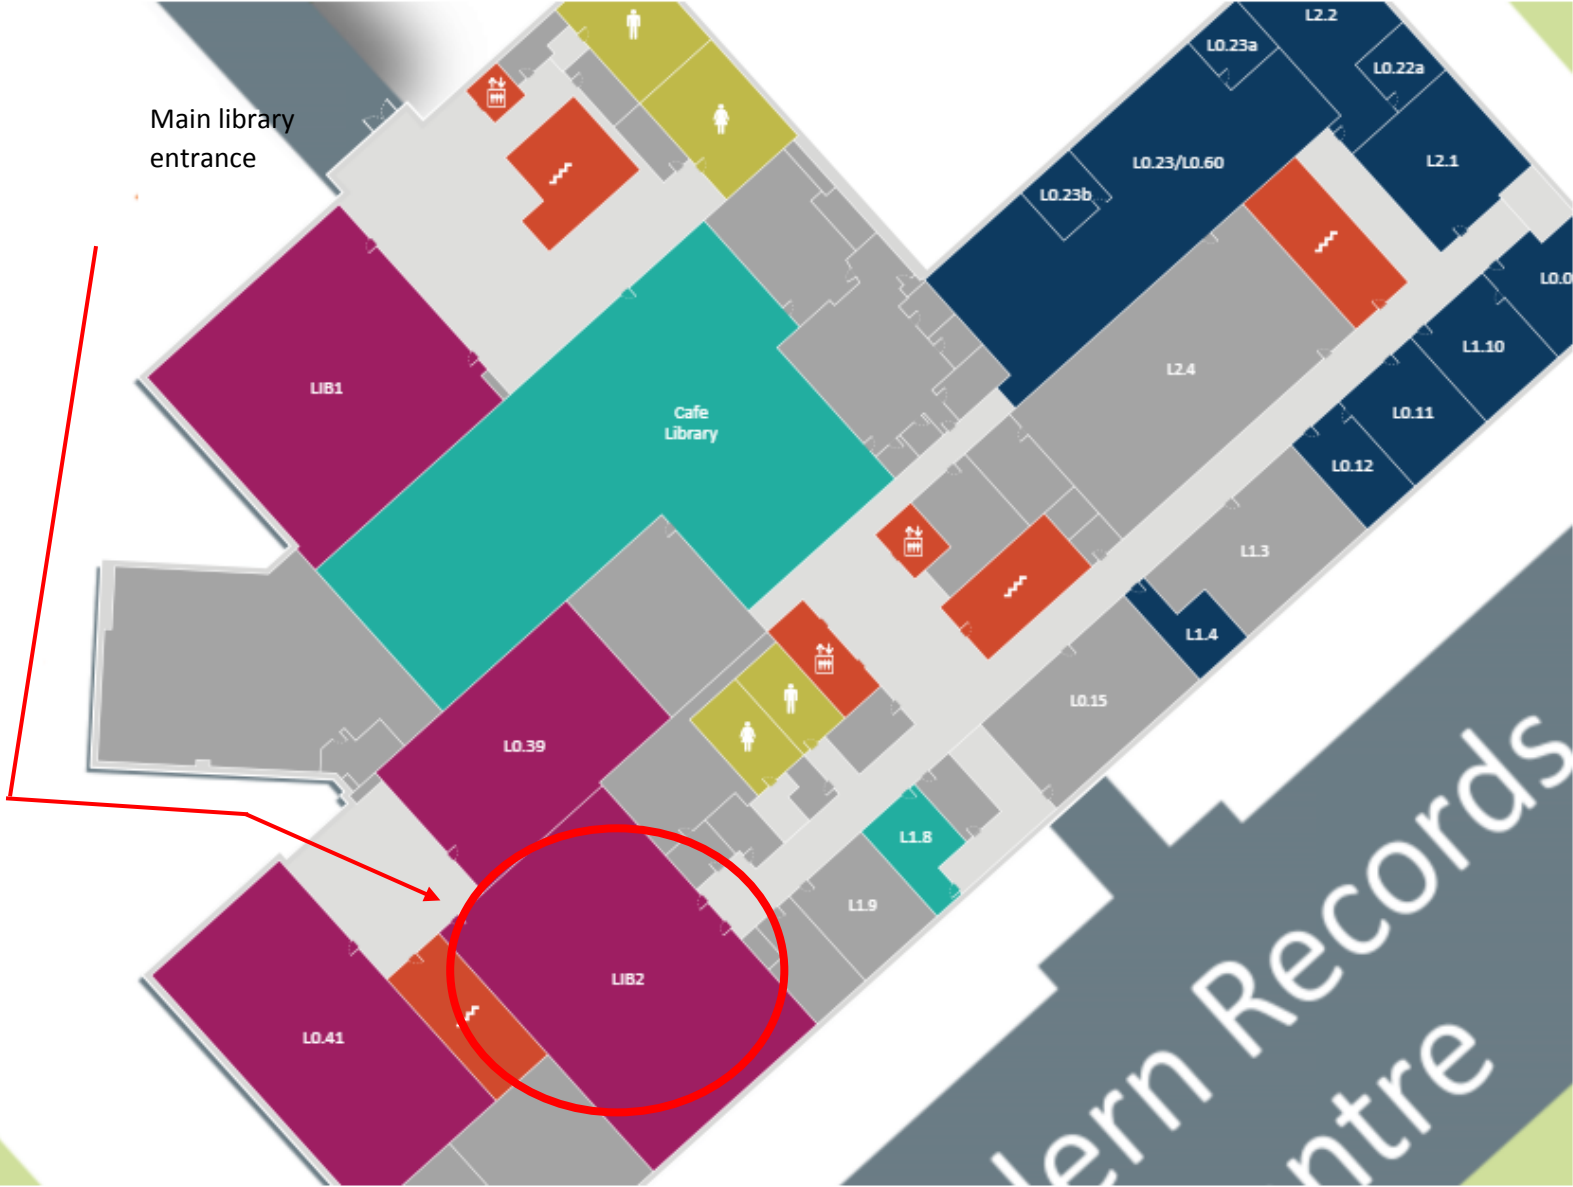 Main library
entrance
L2.2
L0.23a
L0.22a
L0.23/L0.60
L2.1
L0.23b
L0.0
L1.10
L2.4
LIB1
Cafe
Library
L0.11
L0.12
L1.3
L1.4
L0.15
L0.39
L1.8
L1.9
LIB2
L0.41
lern Records
ntre